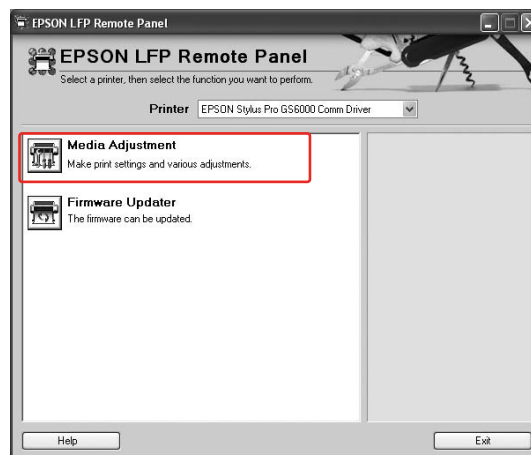 EPSON LFP Remote Panel
EPSON LFP Remote Panel
Select a printer, then select the function you want to perform.
Printer EPSON Stylus Pro GS6000 Comm Driver
Media Adjustment
Make print settings and various adjustments.
Firmware Updater
The firmware can be updated.
Help Exit